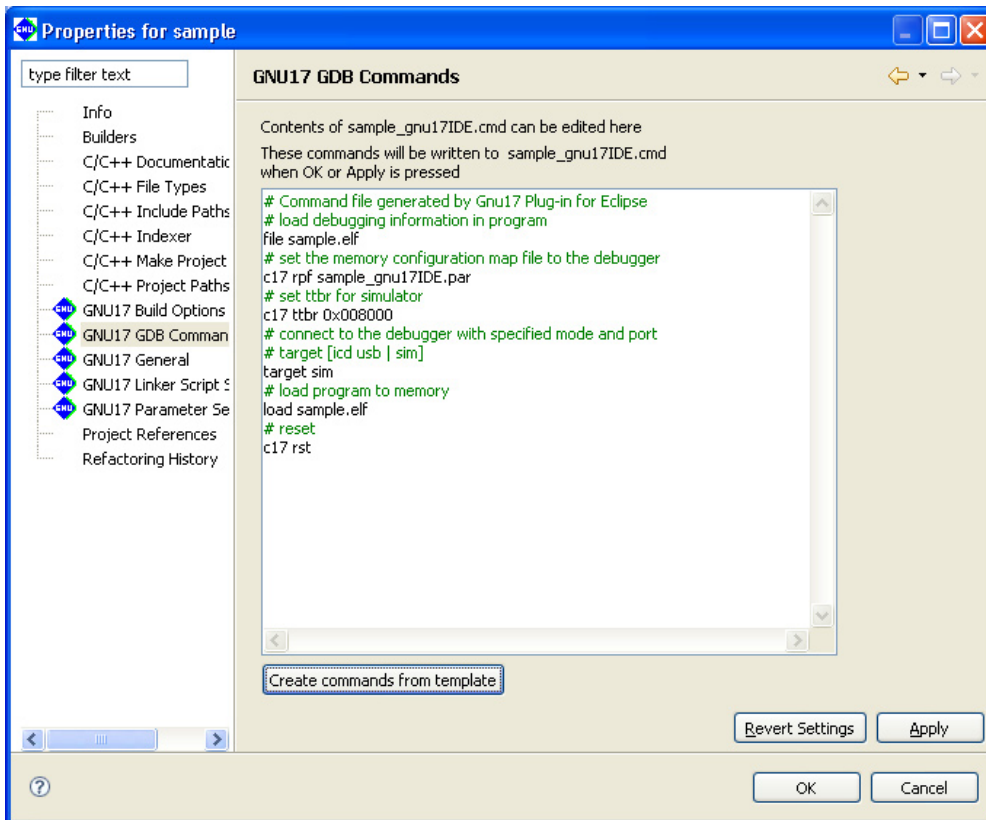 Properties for sample
type filter text
Info
Builders
C/C++ Documentatic
C/C++ File Types
C/C++ Include Paths
C/C++ Indexer
C/C++ Make Project
C/C++ Project Paths
GNU GNU17 Build Options
GNU GNU17 GDB Comman
GNU GNU17 General
GNU GNU17 Linker Script S
GNU GNU17 Parameter Se
Project References
Refactoring History
GNU17 GDB Commands
Contents of sample_gnu17IDE.cmd can be edited here
These commands will be written to sample_gnu17IDE.cmd
when OK or Apply is pressed
# Command file generated by Gnu17 Plug-in for Eclipse
# load debugging information in program
file sample.elf
# set the memory configuration map file to the debugger
c17 rpf sample_gnu17IDE.par
# set ttbr for simulator
c17 ttbr 0x008000
# connect to the debugger with specified mode and port
# target [icd usb | sim]
target sim
# load program to memory
load sample.elf
# reset
c17 rst
Create commands from template
Revert Settings
Apply
OK
Cancel